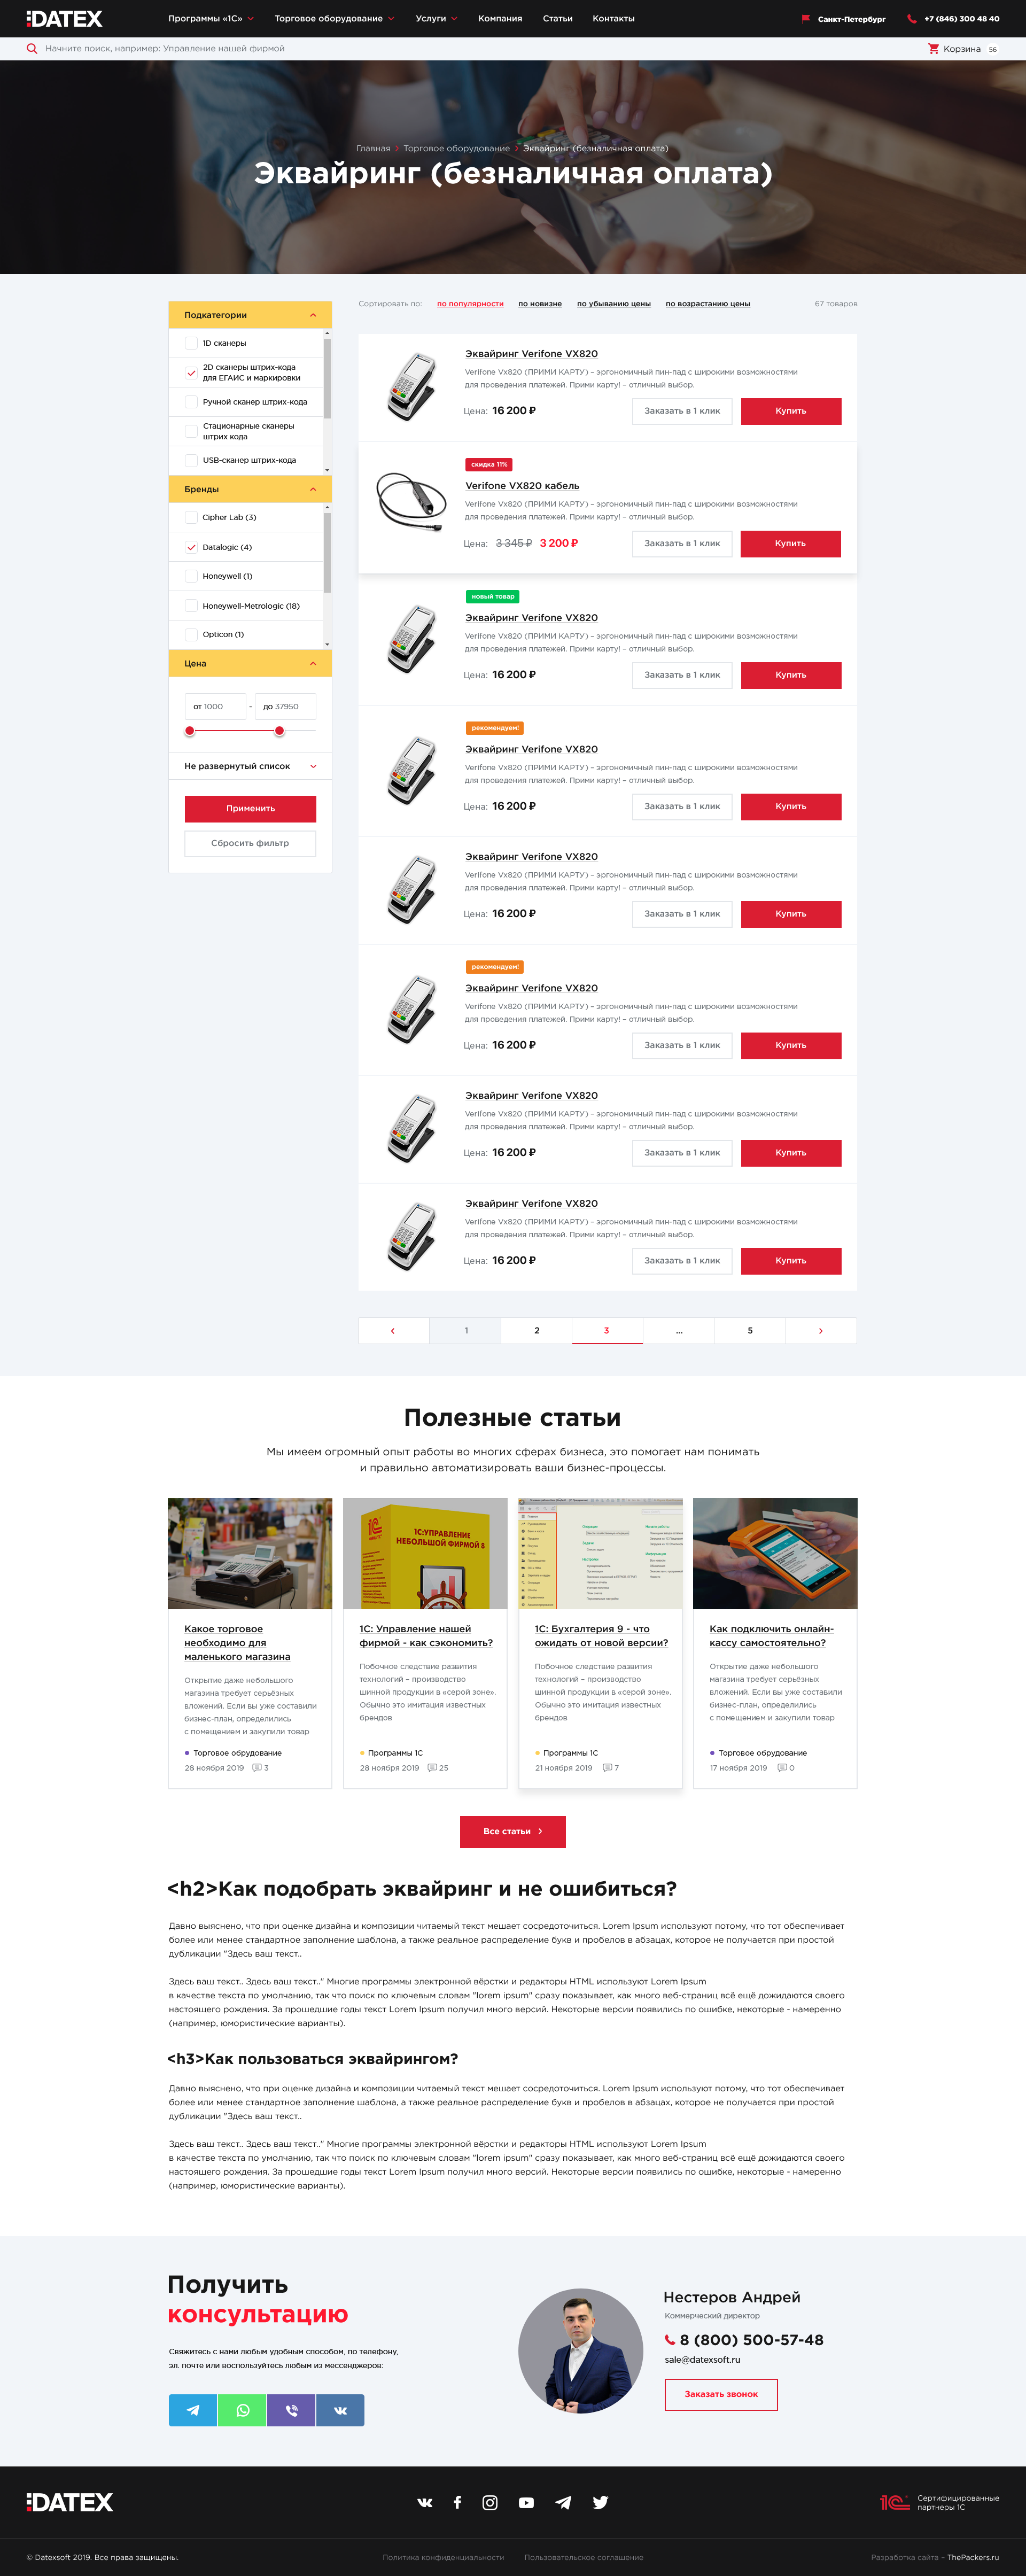 DATEX
Программы «1С»
Торговое оборудование
Услуги
Компания
Статьи
Контакты
Санкт-Петербург
+7 (846) 300 48 40
Начните поиск, например: Управление нашей фирмой
Корзина 56
Главная
Торговое оборудование
Эквайринг (безналичная оплата)
Эквайринг (безналичная оплата)
Подкатегории
1D сканеры
2D сканеры штрих-кода
для ЕГАИС и маркировки
Ручной сканер штрих-кода
Стационарные сканеры
штрих кода
USB-сканер штрих-кода
Бренды
Cipher Lab (3)
Datalogic (4)
Honeywell (1)
Honeywell-Metrologic (18)
Opticon (1)
Цена
от 1000 - до 37950
Не развернутый список
Применить
Сбросить фильтр
Сортировать по: по популярности по новизне по убыванию цены по возрастанию цены
67 товаров
Эквайринг Verifone VX820
Verifone Vx820 (ПРИМИ КАРТУ) – эргономичный пин-пад с широкими возможностями
для проведения платежей. Прими карту! – отличный выбор.
Цена: 16 200 ₽
Заказать в 1 клик
Купить
скидка 11%
Verifone VX820 кабель
Verifone Vx820 (ПРИМИ КАРТУ) – эргономичный пин-пад с широкими возможностями
для проведения платежей. Прими карту! – отличный выбор.
Цена: 3 345 ₽ 3 200 ₽
Заказать в 1 клик
Купить
новый товар
Эквайринг Verifone VX820
Verifone Vx820 (ПРИМИ КАРТУ) – эргономичный пин-пад с широкими возможностями
для проведения платежей. Прими карту! – отличный выбор.
Цена: 16 200 ₽
Заказать в 1 клик
Купить
рекомендуем!
Эквайринг Verifone VX820
Verifone Vx820 (ПРИМИ КАРТУ) – эргономичный пин-пад с широкими возможностями
для проведения платежей. Прими карту! – отличный выбор.
Цена: 16 200 ₽
Заказать в 1 клик
Купить
Эквайринг Verifone VX820
Verifone Vx820 (ПРИМИ КАРТУ) – эргономичный пин-пад с широкими возможностями
для проведения платежей. Прими карту! – отличный выбор.
Цена: 16 200 ₽
Заказать в 1 клик
Купить
рекомендуем!
Эквайринг Verifone VX820
Verifone Vx820 (ПРИМИ КАРТУ) – эргономичный пин-пад с широкими возможностями
для проведения платежей. Прими карту! – отличный выбор.
Цена: 16 200 ₽
Заказать в 1 клик
Купить
Эквайринг Verifone VX820
Verifone Vx820 (ПРИМИ КАРТУ) – эргономичный пин-пад с широкими возможностями
для проведения платежей. Прими карту! – отличный выбор.
Цена: 16 200 ₽
Заказать в 1 клик
Купить
Эквайринг Verifone VX820
Verifone Vx820 (ПРИМИ КАРТУ) – эргономичный пин-пад с широкими возможностями
для проведения платежей. Прими карту! – отличный выбор.
Цена: 16 200 ₽
Заказать в 1 клик
Купить
1 2 3 ... 5
Полезные статьи
Мы имеем огромный опыт работы во многих сферах бизнеса, это помогает нам понимать
и правильно автоматизировать ваши бизнес-процессы.
Какое торговое
необходимо для
маленького магазина
Открытие даже небольшого
магазина требует серьёзных
вложений. Если вы уже составили
бизнес-план, определились
с помещением и закупили товар
Торговое обрудование
28 ноября 2019 3
1С:УПРАВЛЕНИЕ
НЕБОЛЬШОЙ ФИРМОЙ 8
1С: Управление нашей
фирмой - как сэкономить?
Побочное следствие развития
технологий – производство
шинной продукции в «серой зоне».
Обычно это имитация известных
брендов
Программы 1С
28 ноября 2019 25
1С: Бухгалтерия 9 - что
ожидать от новой версии?
Побочное следствие развития
технологий – производство
шинной продукции в «серой зоне».
Обычно это имитация известных
брендов
Программы 1С
21 ноября 2019 7
Как подключить онлайн-
кассу самостоятельно?
Открытие даже небольшого
магазина требует серьёзных
вложений. Если вы уже составили
бизнес-план, определились
с помещением и закупили товар
Торговое обрудование
17 ноября 2019 0
Все статьи
<h2>Как подобрать эквайринг и не ошибиться?
Давно выяснено, что при оценке дизайна и композиции читаемый текст мешает сосредоточиться. Lorem Ipsum используют потому, что тот обеспечивает
более или менее стандартное заполнение шаблона, а также реальное распределение букв и пробелов в абзацах, которое не получается при простой
дубликации "Здесь ваш текст..
Здесь ваш текст.. Здесь ваш текст.." Многие программы электронной вёрстки и редакторы HTML используют Lorem Ipsum
в качестве текста по умолчанию, так что поиск по ключевым словам "lorem ipsum" сразу показывает, как много веб-страниц всё ещё дожидаются своего
настоящего рождения. За прошедшие годы текст Lorem Ipsum получил много версий. Некоторые версии появились по ошибке, некоторые - намеренно
(например, юмористические варианты).
<h3>Как пользоваться эквайрингом?
Давно выяснено, что при оценке дизайна и композиции читаемый текст мешает сосредоточиться. Lorem Ipsum используют потому, что тот обеспечивает
более или менее стандартное заполнение шаблона, а также реальное распределение букв и пробелов в абзацах, которое не получается при простой
дубликации "Здесь ваш текст..
Здесь ваш текст.. Здесь ваш текст.." Многие программы электронной вёрстки и редакторы HTML используют Lorem Ipsum
в качестве текста по умолчанию, так что поиск по ключевым словам "lorem ipsum" сразу показывает, как много веб-страниц всё ещё дожидаются своего
настоящего рождения. За прошедшие годы текст Lorem Ipsum получил много версий. Некоторые версии появились по ошибке, некоторые - намеренно
(например, юмористические варианты).
Получить
консультацию
Свяжитесь с нами любым удобным способом, по телефону,
эл. почте или воспользуйтесь любым из мессенджеров:
Нестеров Андрей
Коммерческий директор
8 (800) 500-57-48
sale@datexsoft.ru
Заказать звонок
DATEX
1С
Сертифицированные
партнеры 1С
© Datexsoft 2019. Все права защищены.
Политика конфиденциальности
Пользовательское соглашение
Разработка сайта – ThePackers.ru